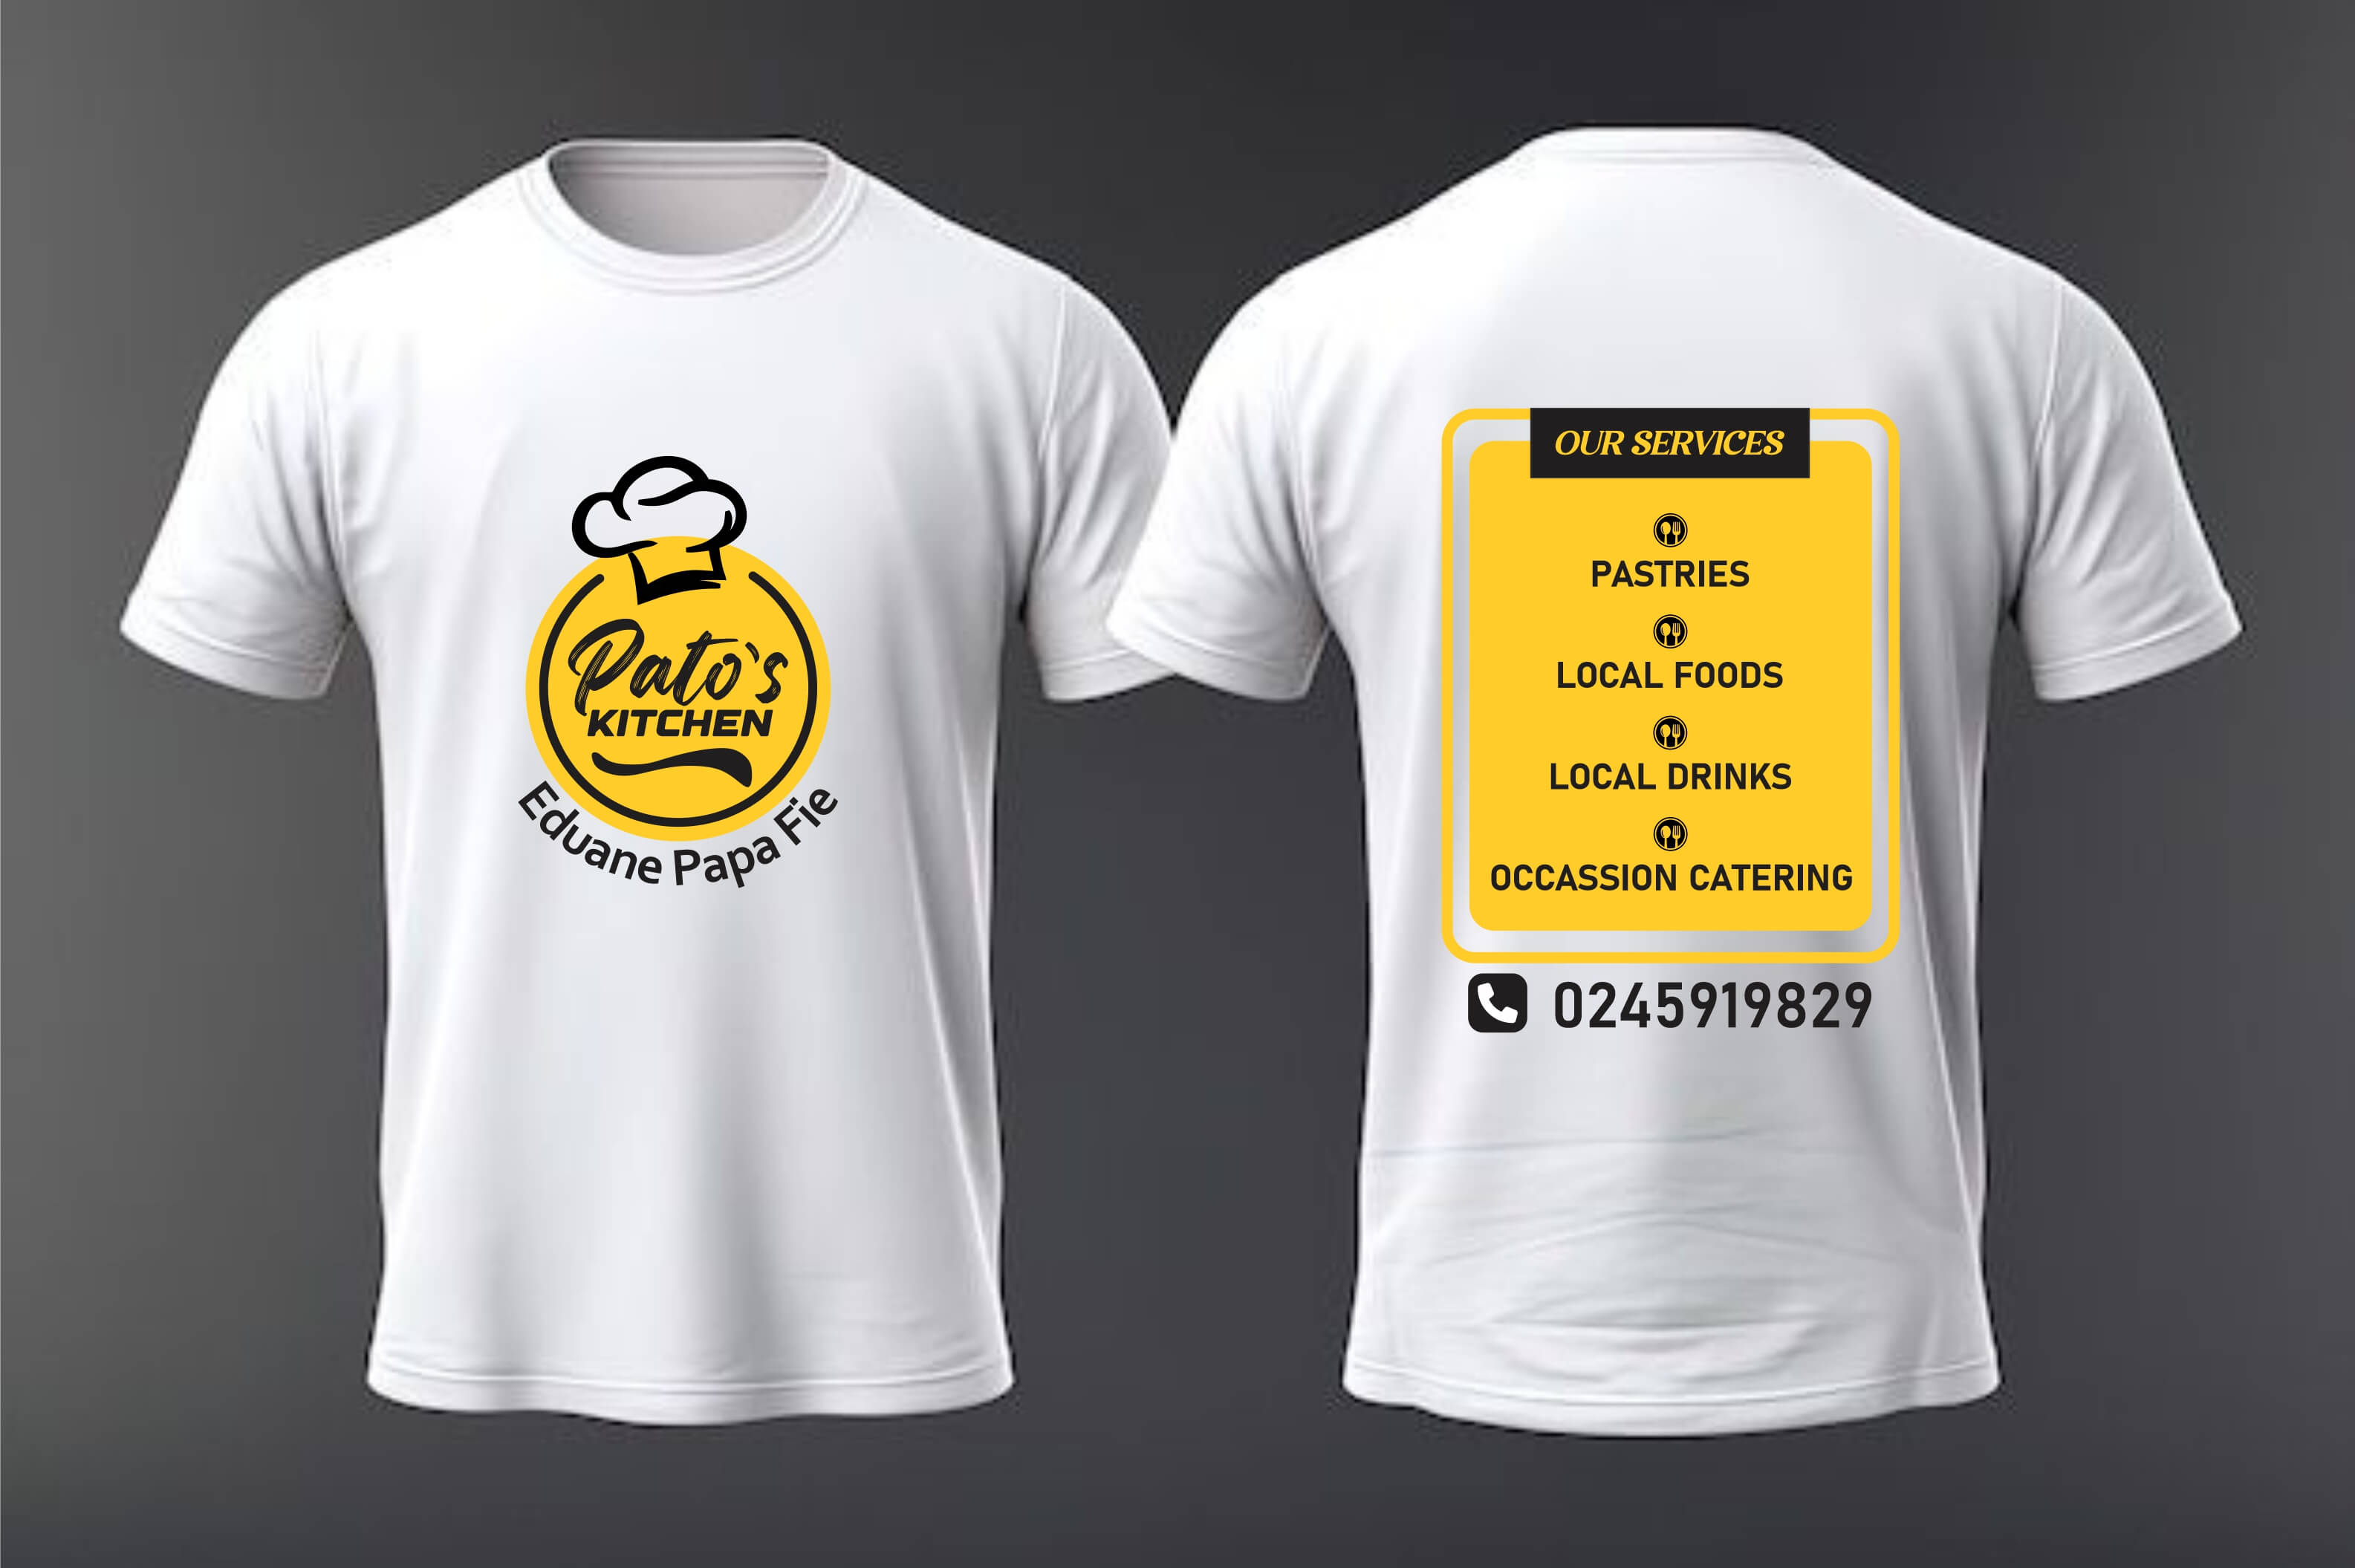 Pato's
KITCHEN
Eduane Papa Fie
OUR SERVICES
PASTRIES
LOCAL FOODS
LOCAL DRINKS
OCCASSION CATERING
0245919829